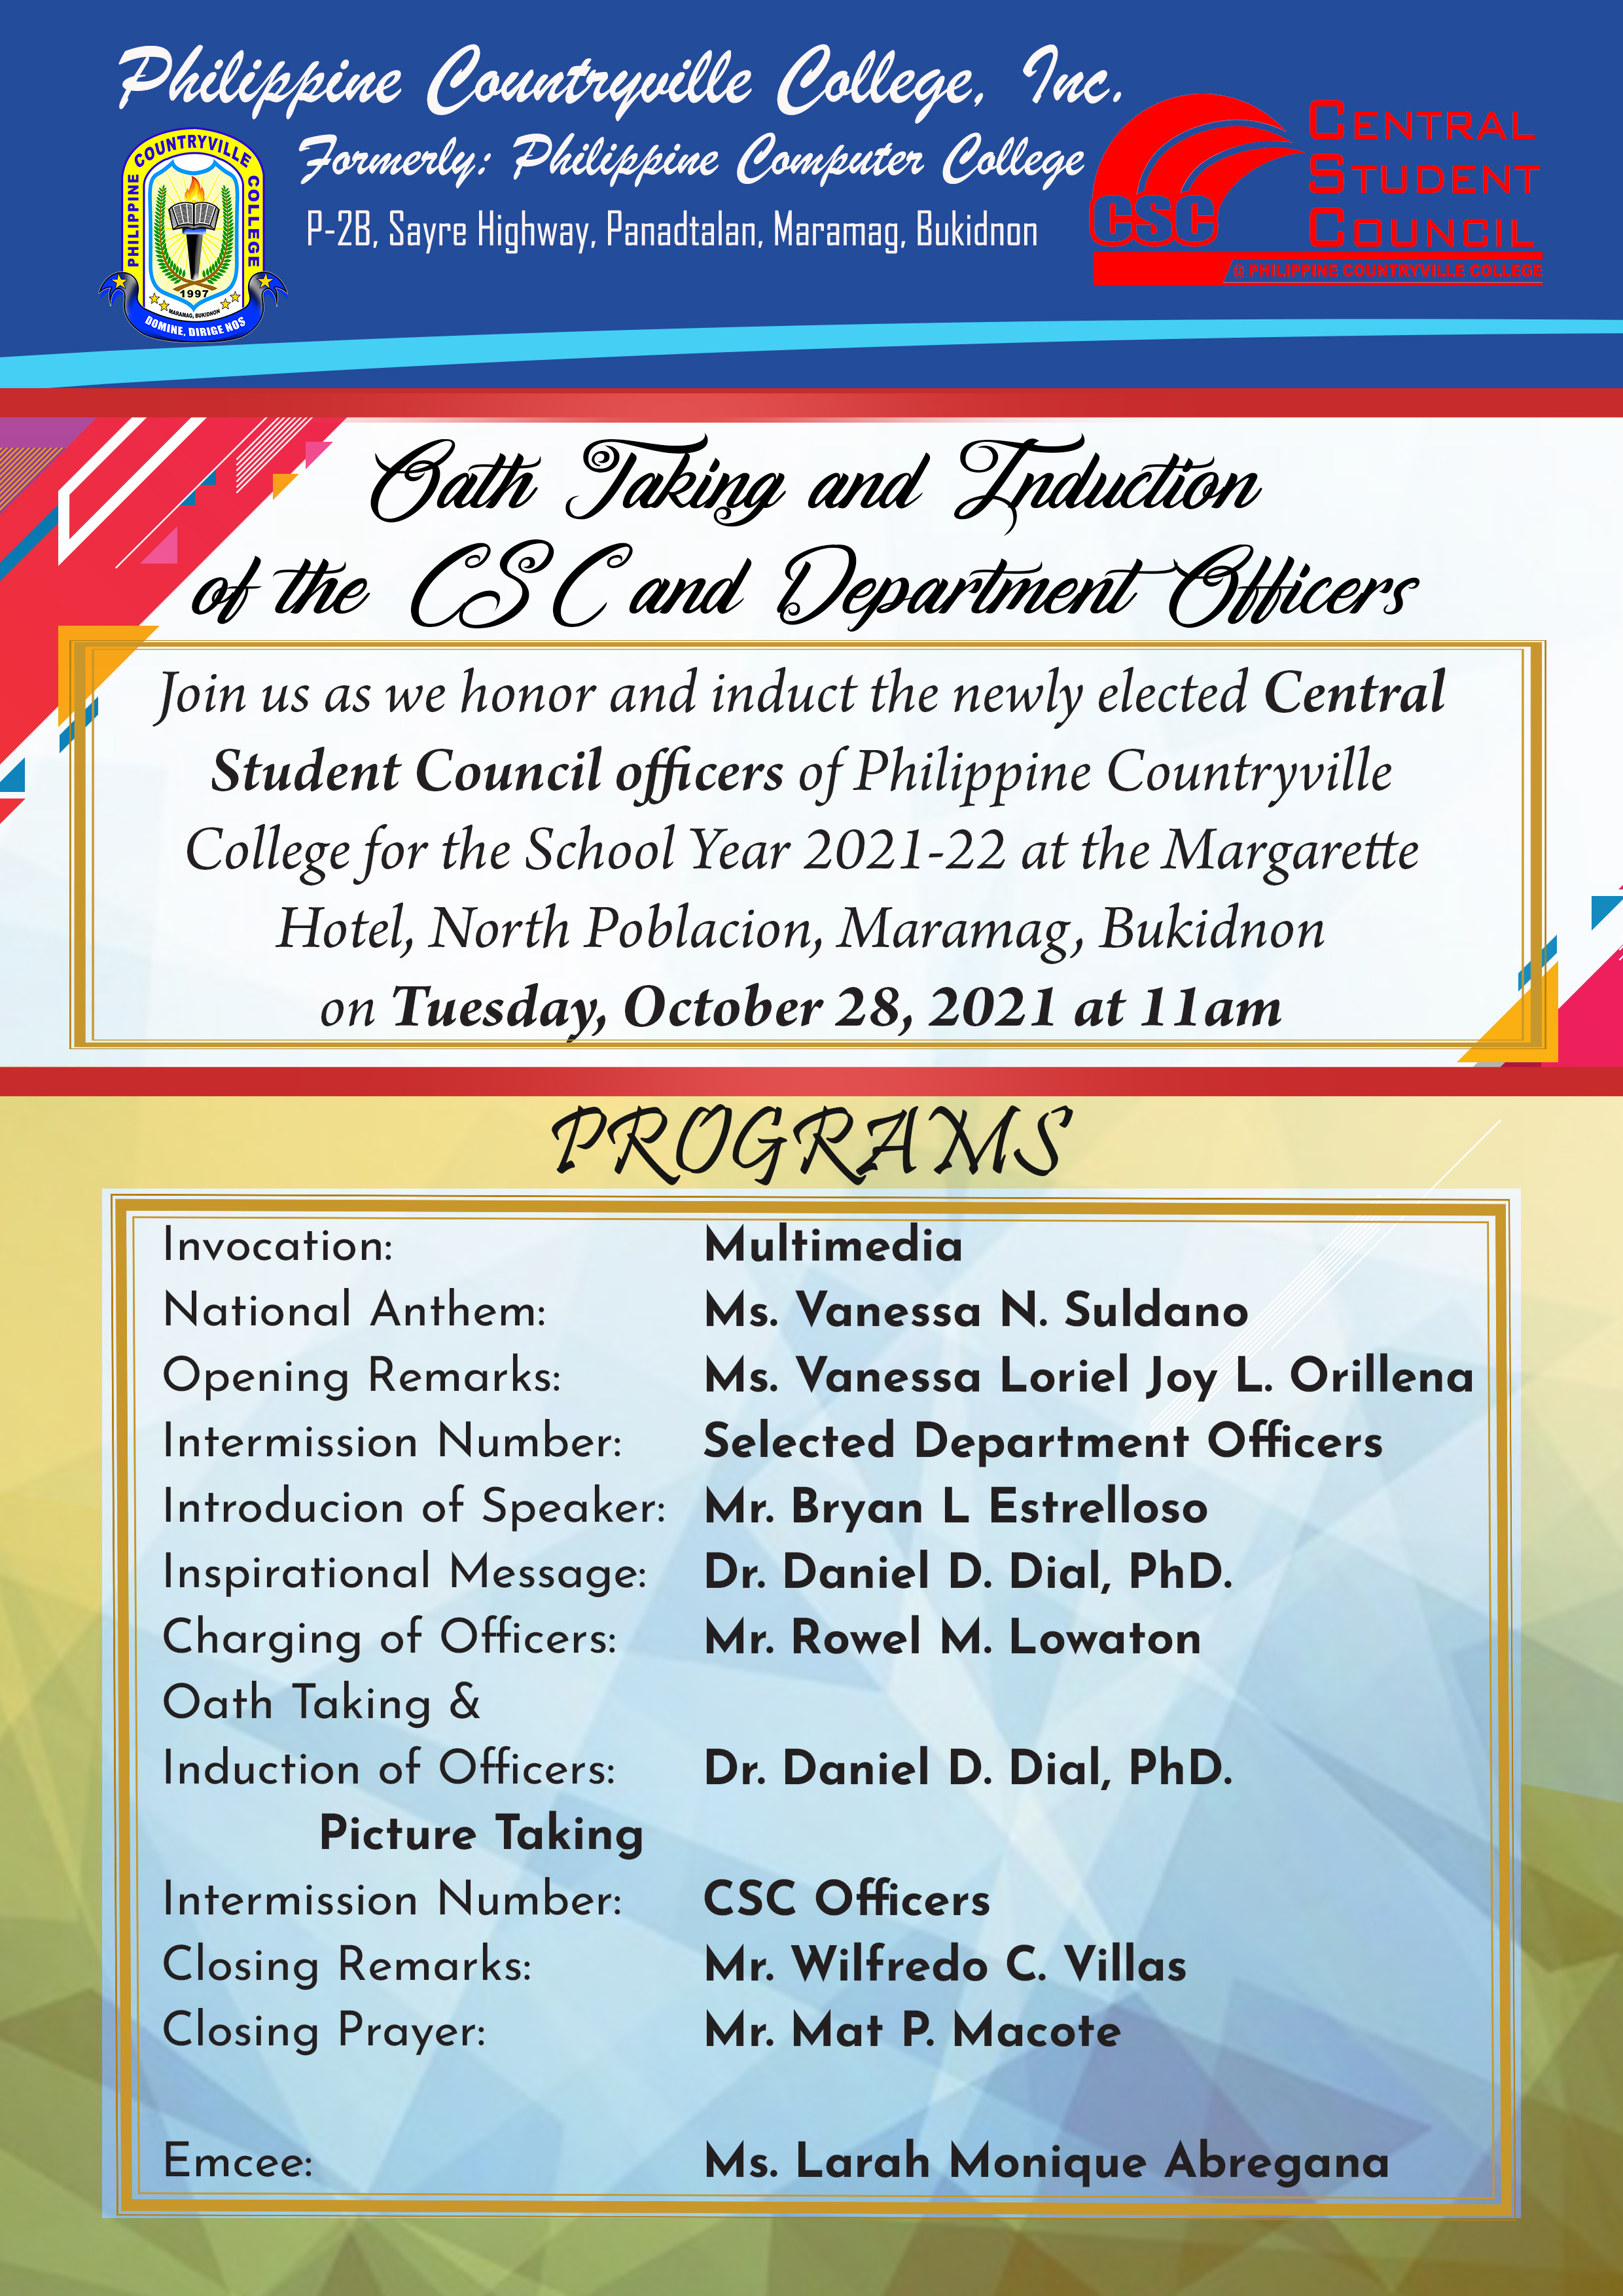 Philippine Countryville College, Inc.
Formerly: Philippine Computer College
P-2B, Sayre Highway, Panadtalan, Maramag, Bukidnon
PHILIPPINE COUNTRYVILLE COLLEGE
1997
MARAMAG, BUKIDNON
DOMINE, DIRIGE NOS
CSC
CENTRAL
STUDENT
COUNCIL
@ PHILIPPINE COUNTRYVILLE COLLEGE
Oath Taking and Induction
of the CSC and Department Officers
Join us as we honor and induct the newly elected Central
Student Council officers of Philippine Countryville
College for the School Year 2021-22 at the Margarette
Hotel, North Poblacion, Maramag, Bukidnon
on Tuesday, October 28, 2021 at 11am
PROGRAMS
Invocation: Multimedia
National Anthem: Ms. Vanessa N. Suldano
Opening Remarks: Ms. Vanessa Loriel Joy L. Orillena
Intermission Number: Selected Department Officers
Introducion of Speaker: Mr. Bryan L Estrelloso
Inspirational Message: Dr. Daniel D. Dial, PhD.
Charging of Officers: Mr. Rowel M. Lowaton
Oath Taking &
Induction of Officers: Dr. Daniel D. Dial, PhD.
Picture Taking
Intermission Number: CSC Officers
Closing Remarks: Mr. Wilfredo C. Villas
Closing Prayer: Mr. Mat P. Macote
Emcee: Ms. Larah Monique Abregana